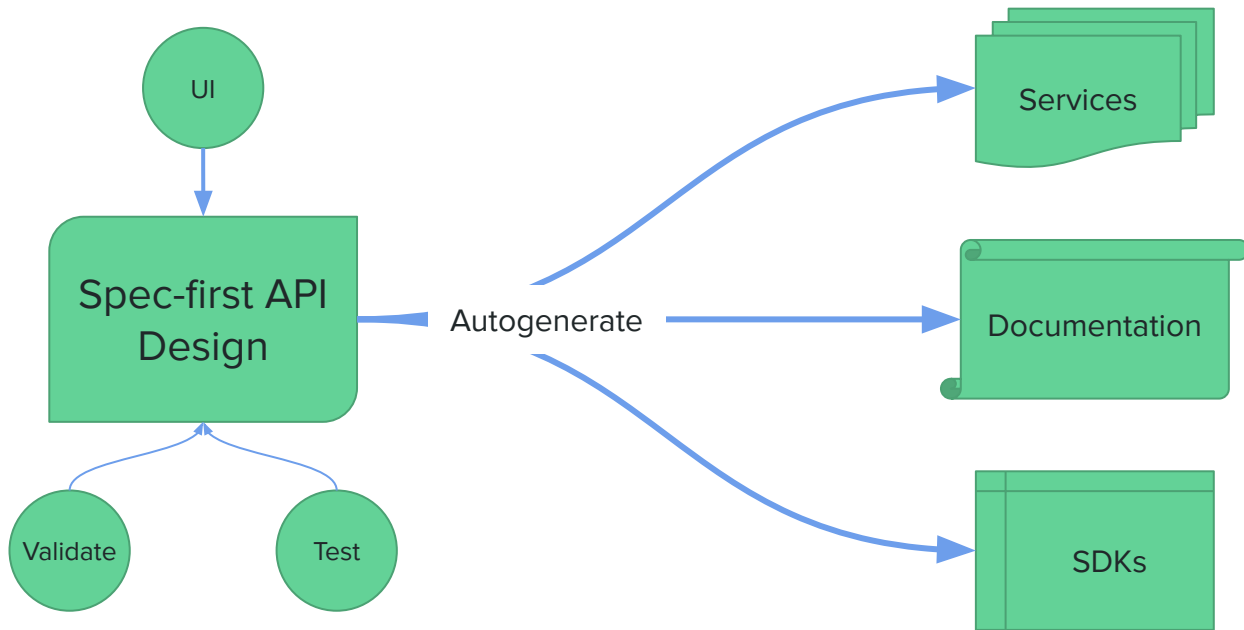 UI
Services
Spec-first API
Design
Autogenerate
Documentation
Validate
Test
SDKs